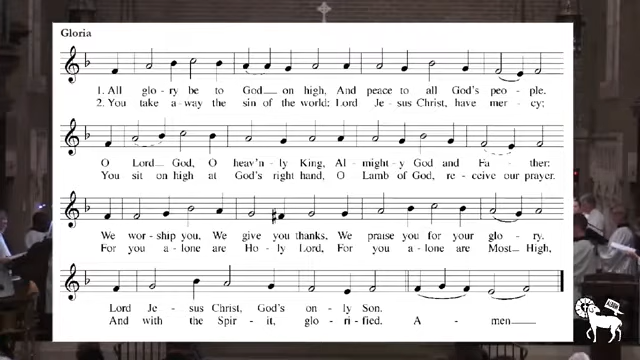 Gloria
1. All glo - ry be to God on high, And peace to all God's peo - ple.
2. You take a - way the sin of the world; Lord Je - sus Christ, have mer - cy;
O Lord God, O heav'n - ly King, Al - might - y God and Fa - ther:
You sit on high at God's right hand, O Lamb of God, re - ceive our prayer.
We wor - ship you, We give you thanks, We praise you for your glo - ry.
For you a - lone are Ho - ly Lord, For you a - lone are Most High,
Lord Je - sus Christ, God's on - ly Son.
And with the Spir - it, glo - ri - fied. A - men